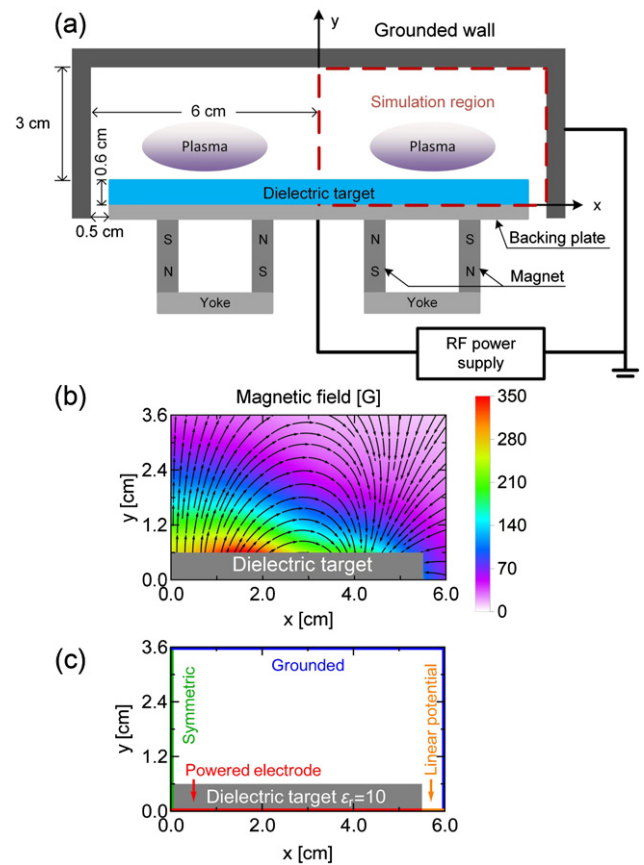 (a)
y
Grounded wall
6 cm
Simulation region
3 cm
Plasma
Plasma
0.6 cm
Dielectric target
x
0.5 cm
Backing plate
S
N
N
S
N
S
S
N
Magnet
Yoke
Yoke
RF power
supply
(b)
Magnetic field [G]
3.6
2.4
1.2
0.0
y [cm]
Dielectric target
0
2.0
4.0
6.0
x [cm]
350
280
210
140
70
0
(c)
3.6
2.4
1.2
0.0
y [cm]
Symmetric
Grounded
Linear potential
Powered electrode
Dielectric target εr=10
0
2.0
4.0
6.0
x [cm]